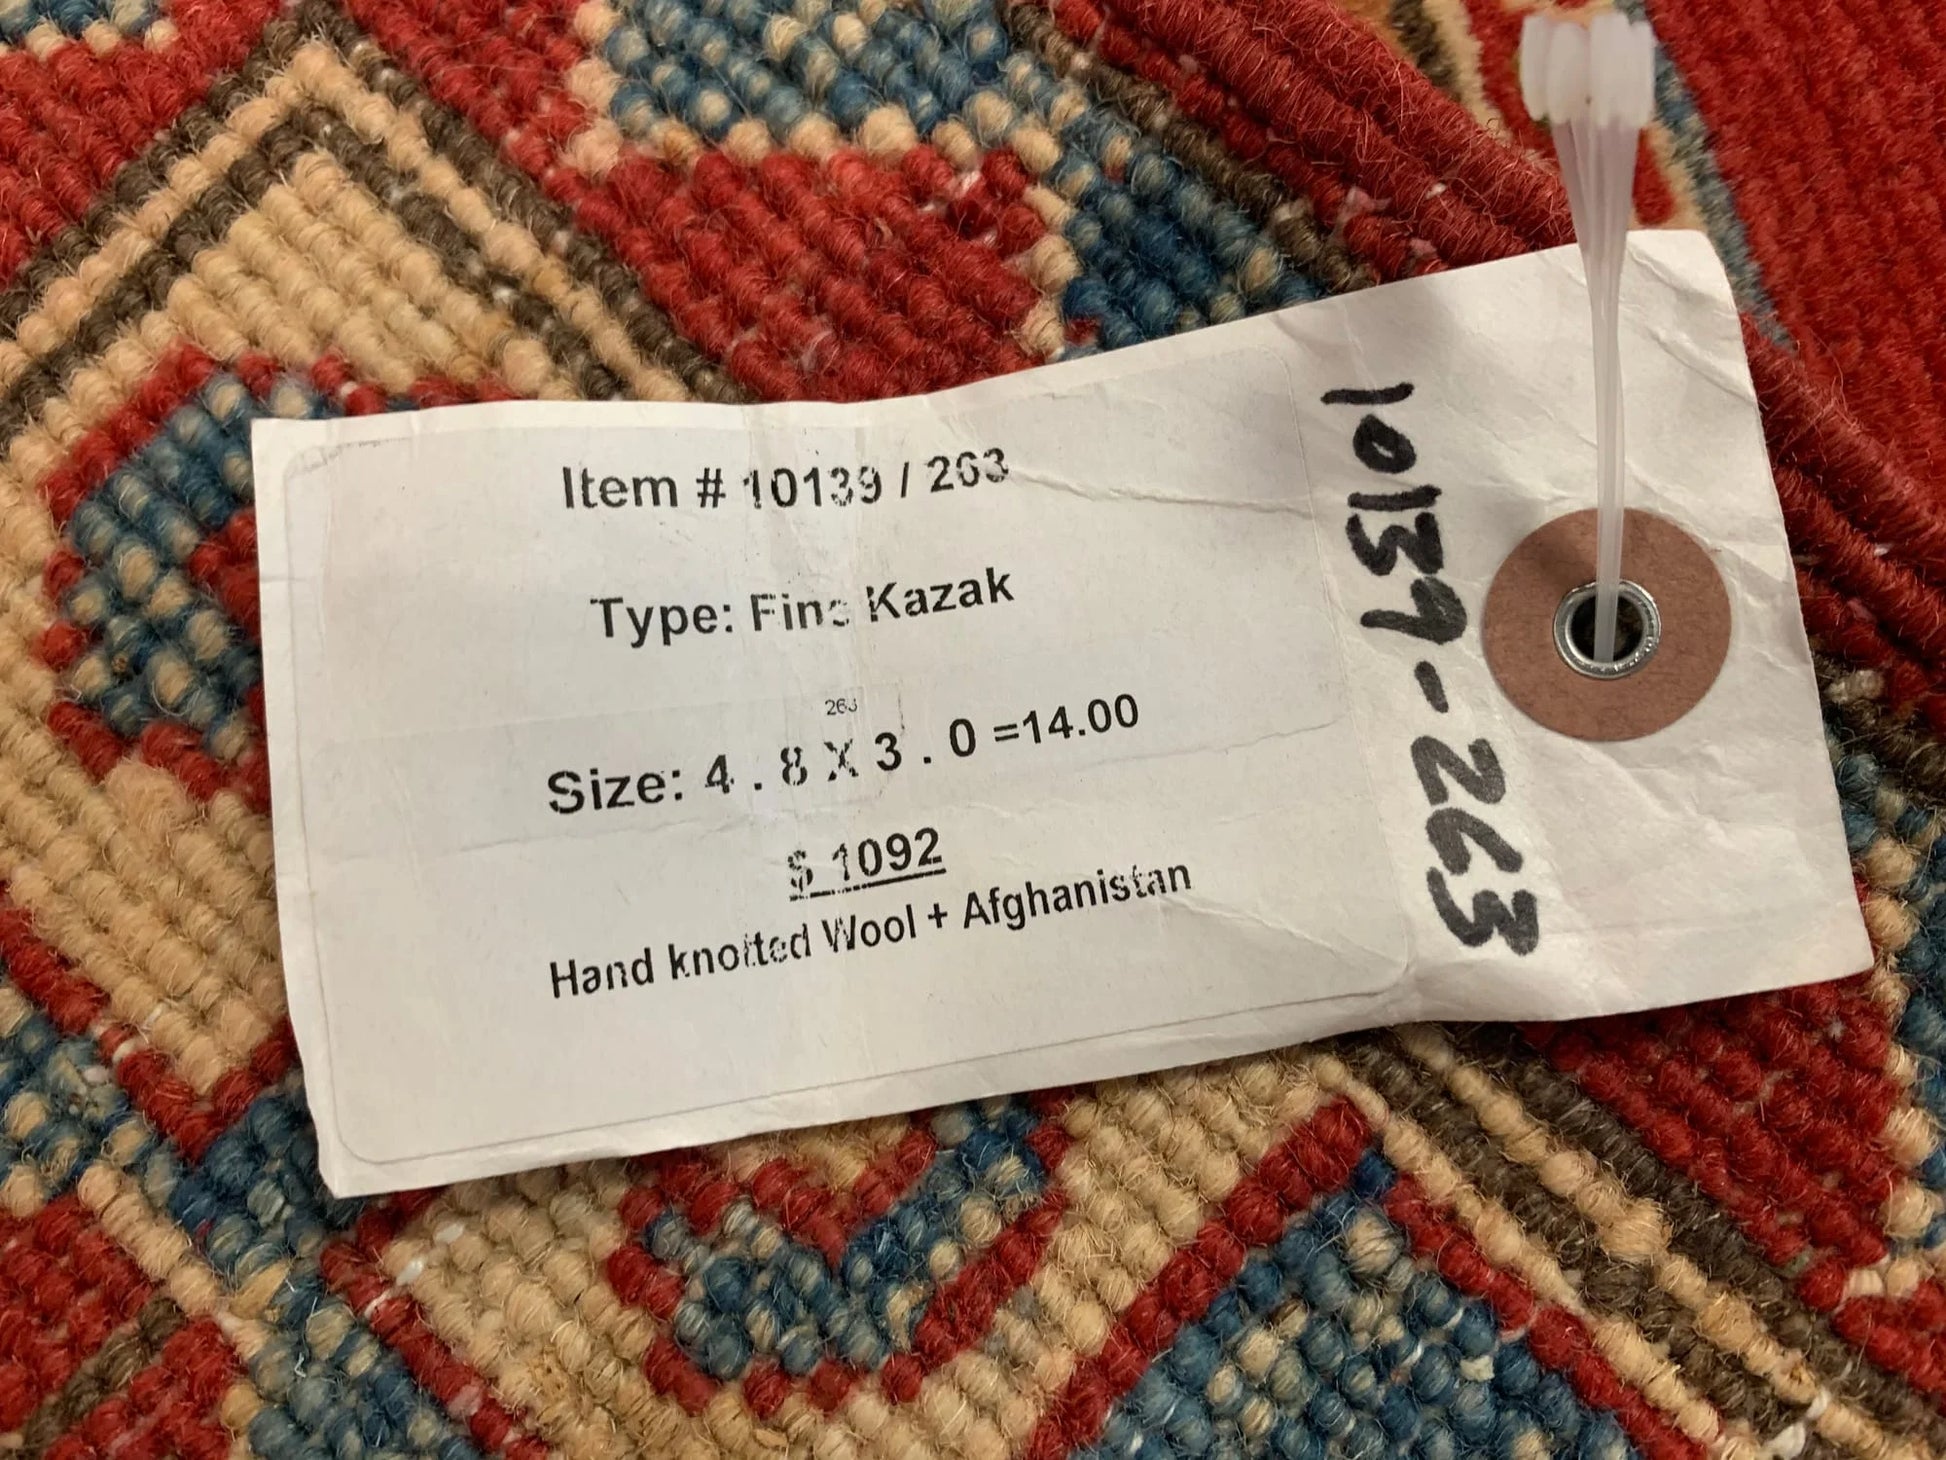 Item # 10139 / 263
Type: Fine Kazak
263
Size: 4 . 8 X 3 . 0 =14.00
$ 1092
Hand knotted Wool + Afghanistan
10139-263